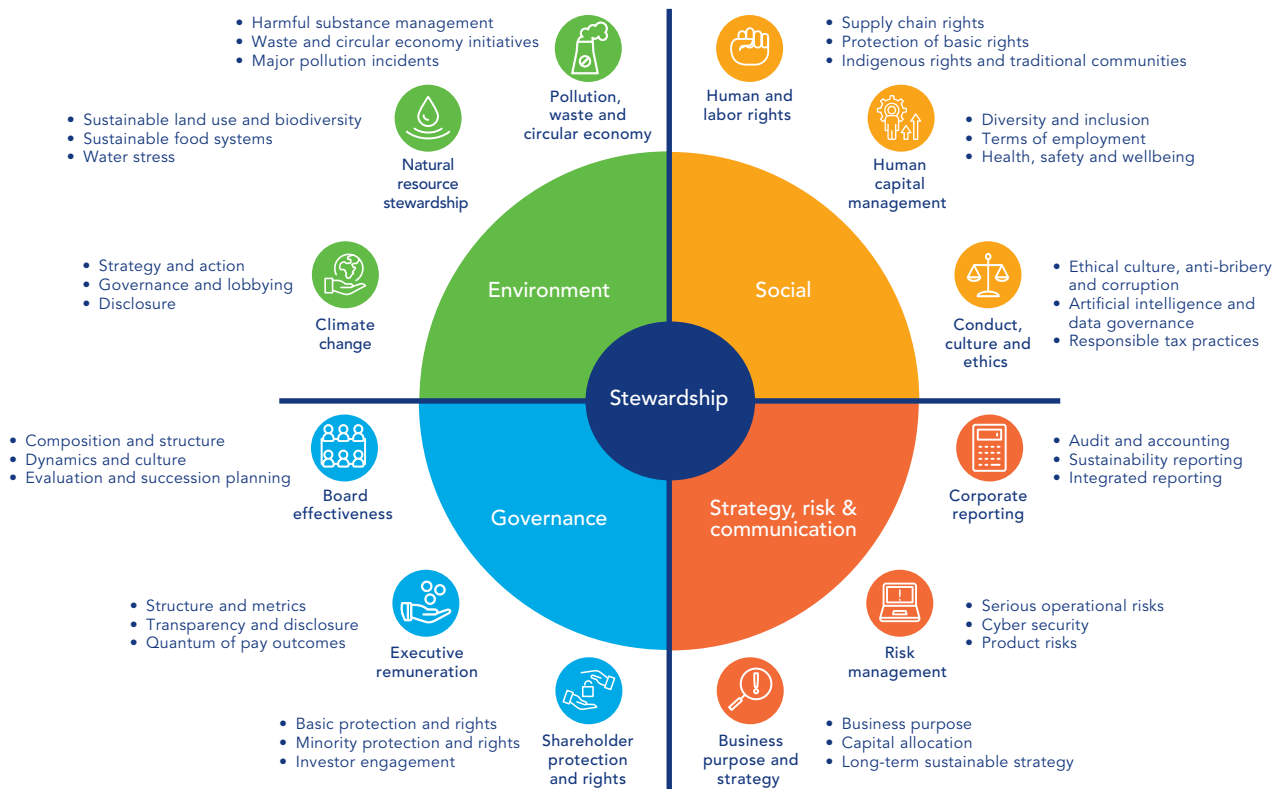 • Harmful substance management
• Waste and circular economy initiatives
• Major pollution incidents
Pollution,
waste and
circular economy
• Sustainable land use and biodiversity
• Sustainable food systems
• Water stress
Natural
resource
stewardship
• Strategy and action
• Governance and lobbying
• Disclosure
Climate
change
Environment
• Supply chain rights
• Protection of basic rights
• Indigenous rights and traditional communities
Human and
labor rights
• Diversity and inclusion
• Terms of employment
• Health, safety and wellbeing
Human
capital
management
• Ethical culture, anti-bribery
and corruption
• Artificial intelligence and
data governance
• Responsible tax practices
Conduct,
culture and
ethics
Social
Stewardship
• Composition and structure
• Dynamics and culture
• Evaluation and succession planning
Board
effectiveness
Governance
• Structure and metrics
• Transparency and disclosure
• Quantum of pay outcomes
Executive
remuneration
• Basic protection and rights
• Minority protection and rights
• Investor engagement
Shareholder
protection
and rights
Strategy, risk &
communication
• Audit and accounting
• Sustainability reporting
• Integrated reporting
Corporate
reporting
• Serious operational risks
• Cyber security
• Product risks
Risk
management
• Business purpose
• Capital allocation
• Long-term sustainable strategy
Business
purpose and
strategy